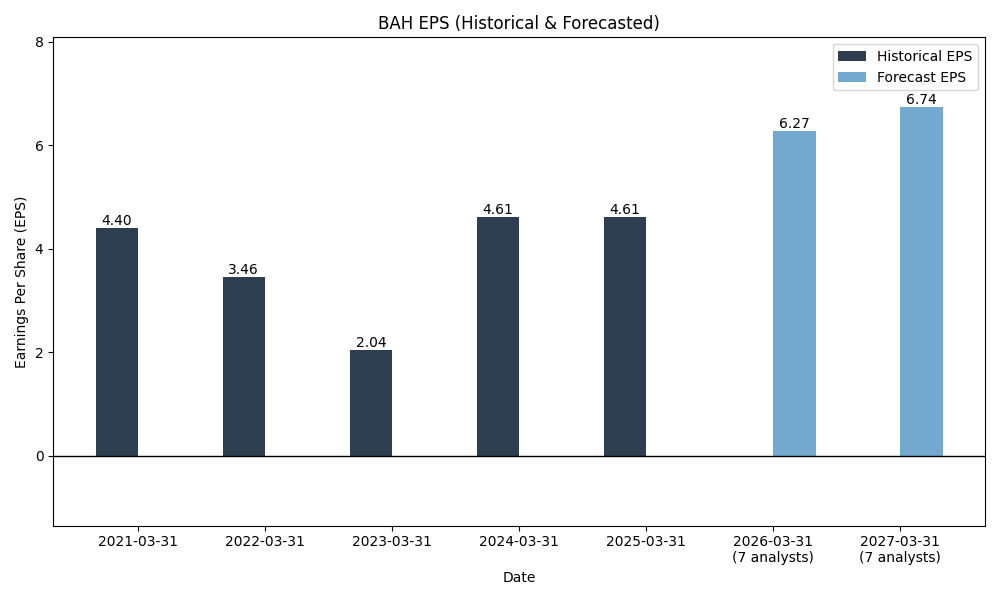 BAH EPS (Historical & Forecasted)
Historical EPS
Forecast EPS
Earnings Per Share (EPS)
8
6
4
2
0
4.40
3.46
2.04
4.61
4.61
6.27
6.74
2021-03-31
2022-03-31
2023-03-31
2024-03-31
2025-03-31
2026-03-31
(7 analysts)
2027-03-31
(7 analysts)
Date